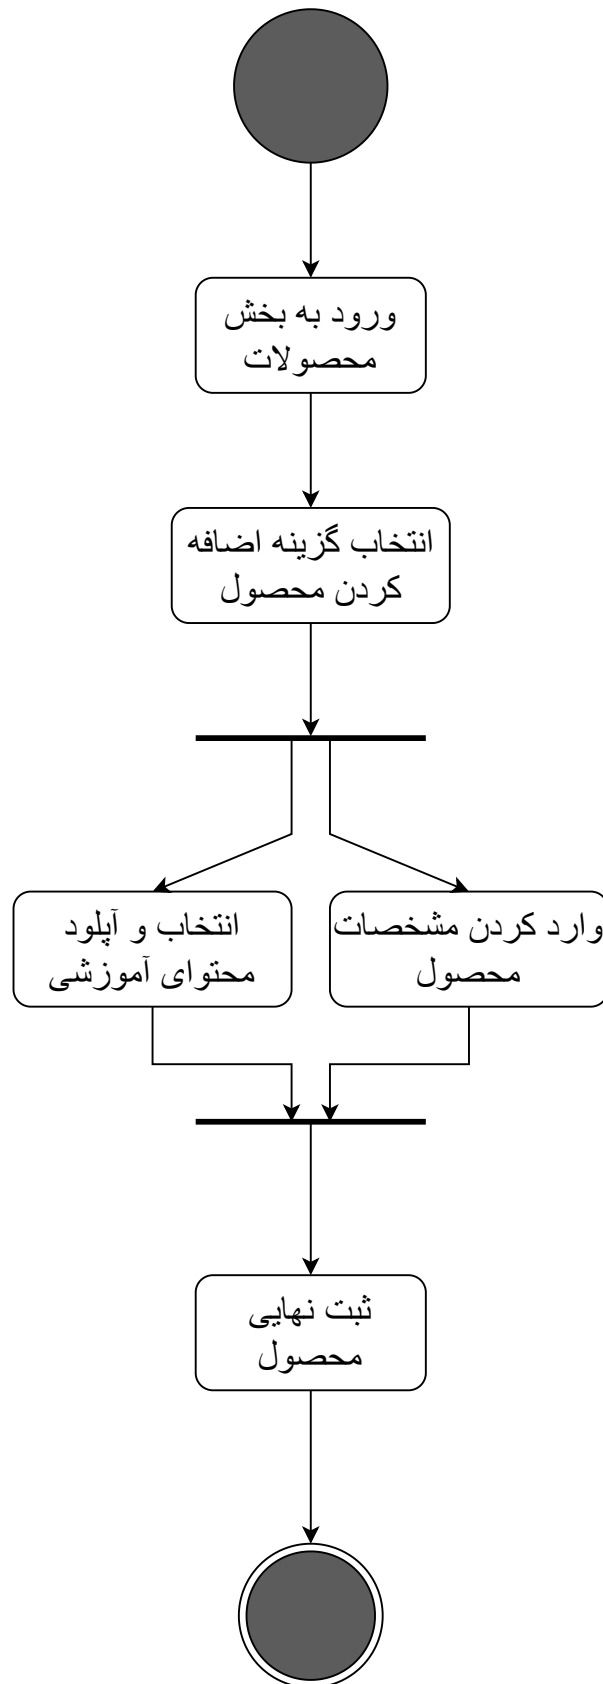 ورود به بخش
محصولات
انتخاب گزینه اضافه
کردن محصول
وارد کردن مشخصات
محصول
انتخاب و آپلود
محتوای آموزشی
ثبت نهایی
محصول